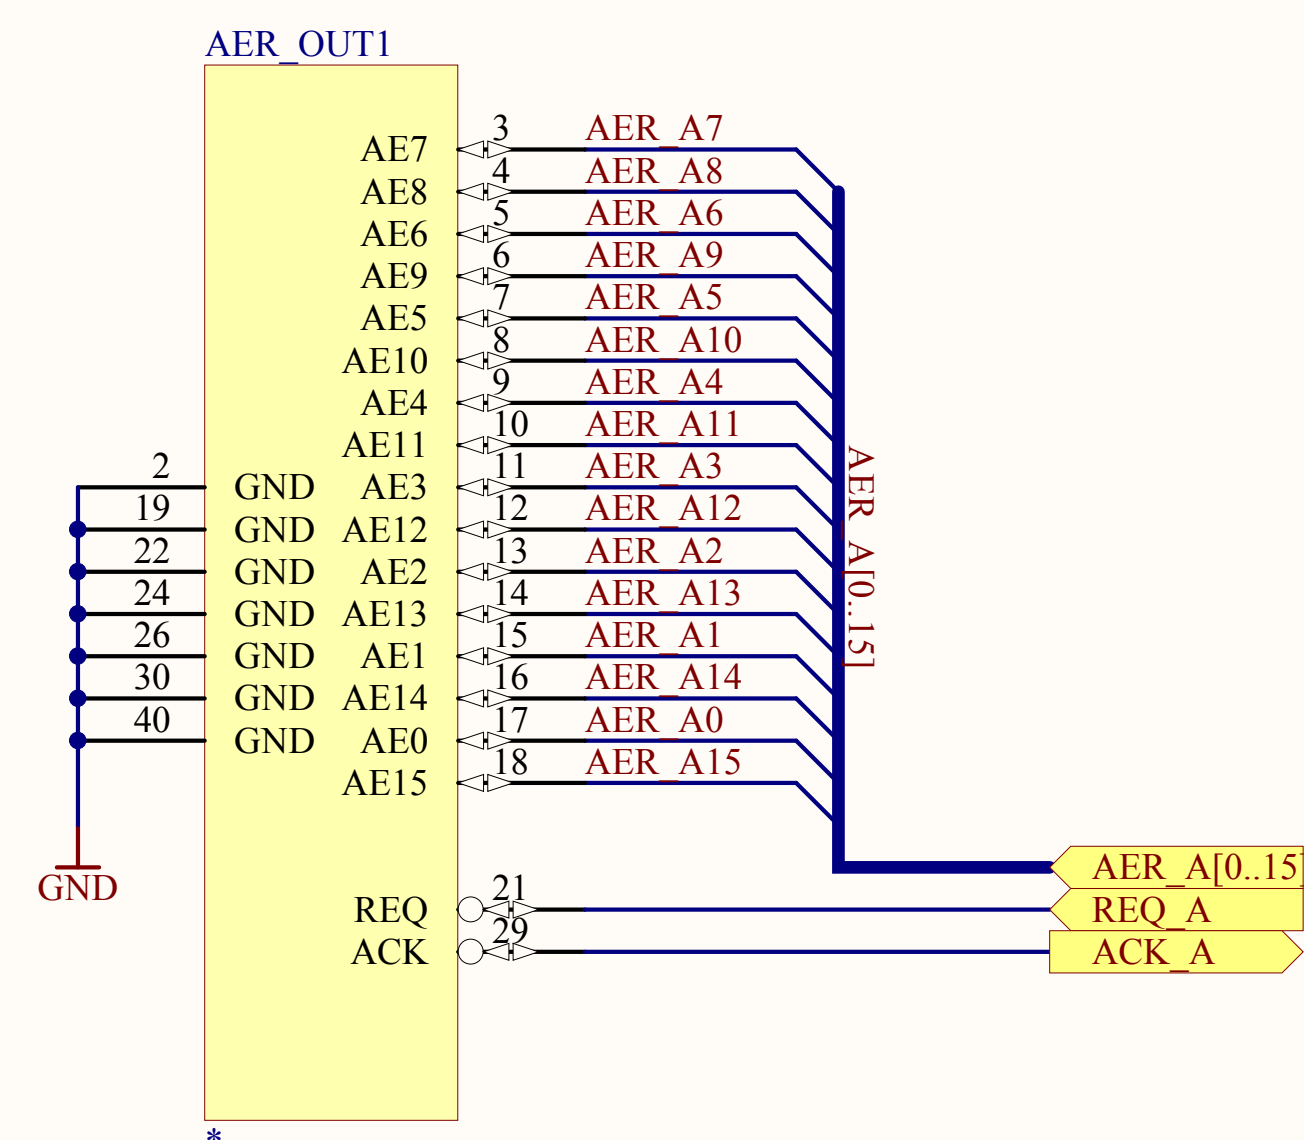 AER_OUT1
3 AER_A7
AE7
4 AER_A8
AE8
5 AER_A6
AE6
6 AER_A9
AE9
7 AER_A5
AE5
8 AER_A10
AE10
9 AER_A4
AE4
10 AER_A11
AE11
2 11 AER_A3
GND AE3
19 12 AER_A12
GND AE12
22 13 AER_A2
GND AE2
24 14 AER_A13
GND AE13
26 15 AER_A1
GND AE1
30 16 AER_A14
GND AE14
40 17 AER_A0
GND AE0
18 AER_A15
AE15
AER_A[0..15]
GND
AER_A[0..15]
21
REQ REQ_A
29
ACK ACK_A
*